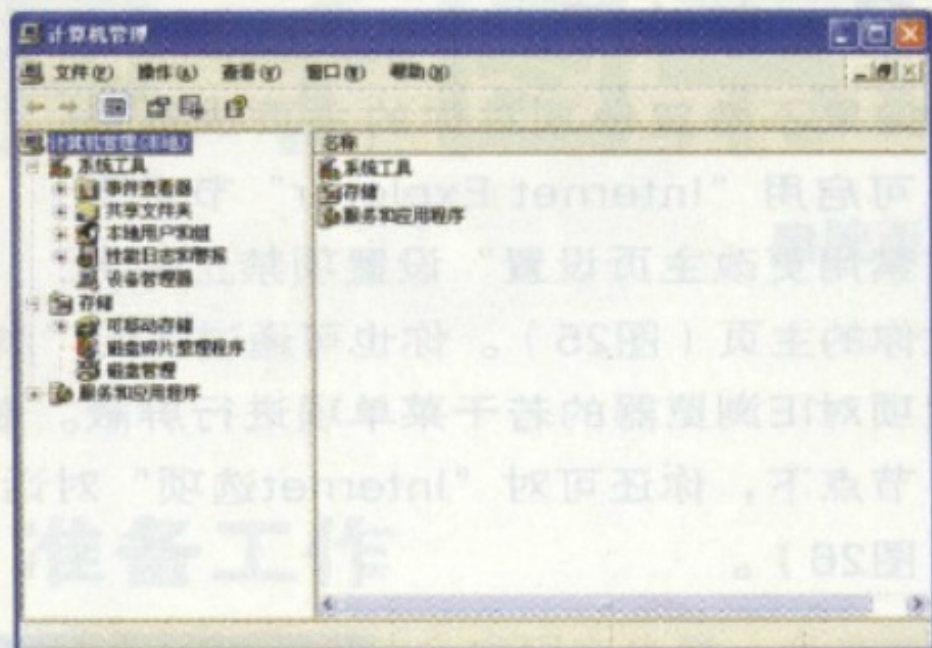 计算机管理
文件(F) 操作(A) 查看(V) 窗口(W) 帮助(H)
计算机管理(本地)
系统工具
事件查看器
共享文件夹
本地用户和组
性能日志和警报
设备管理器
存储
可移动存储
磁盘碎片整理程序
磁盘管理
服务和应用程序
名称
系统工具
存储
服务和应用程序
可启用 "Internet Explorer" 节
禁用更改主页设置" 设置项禁
你的主页（图25）。你也可通过
项对IE浏览器的若干菜单项进行屏蔽。
节点下，你还可对 "Internet选项" 对话
图26）。
准备工作